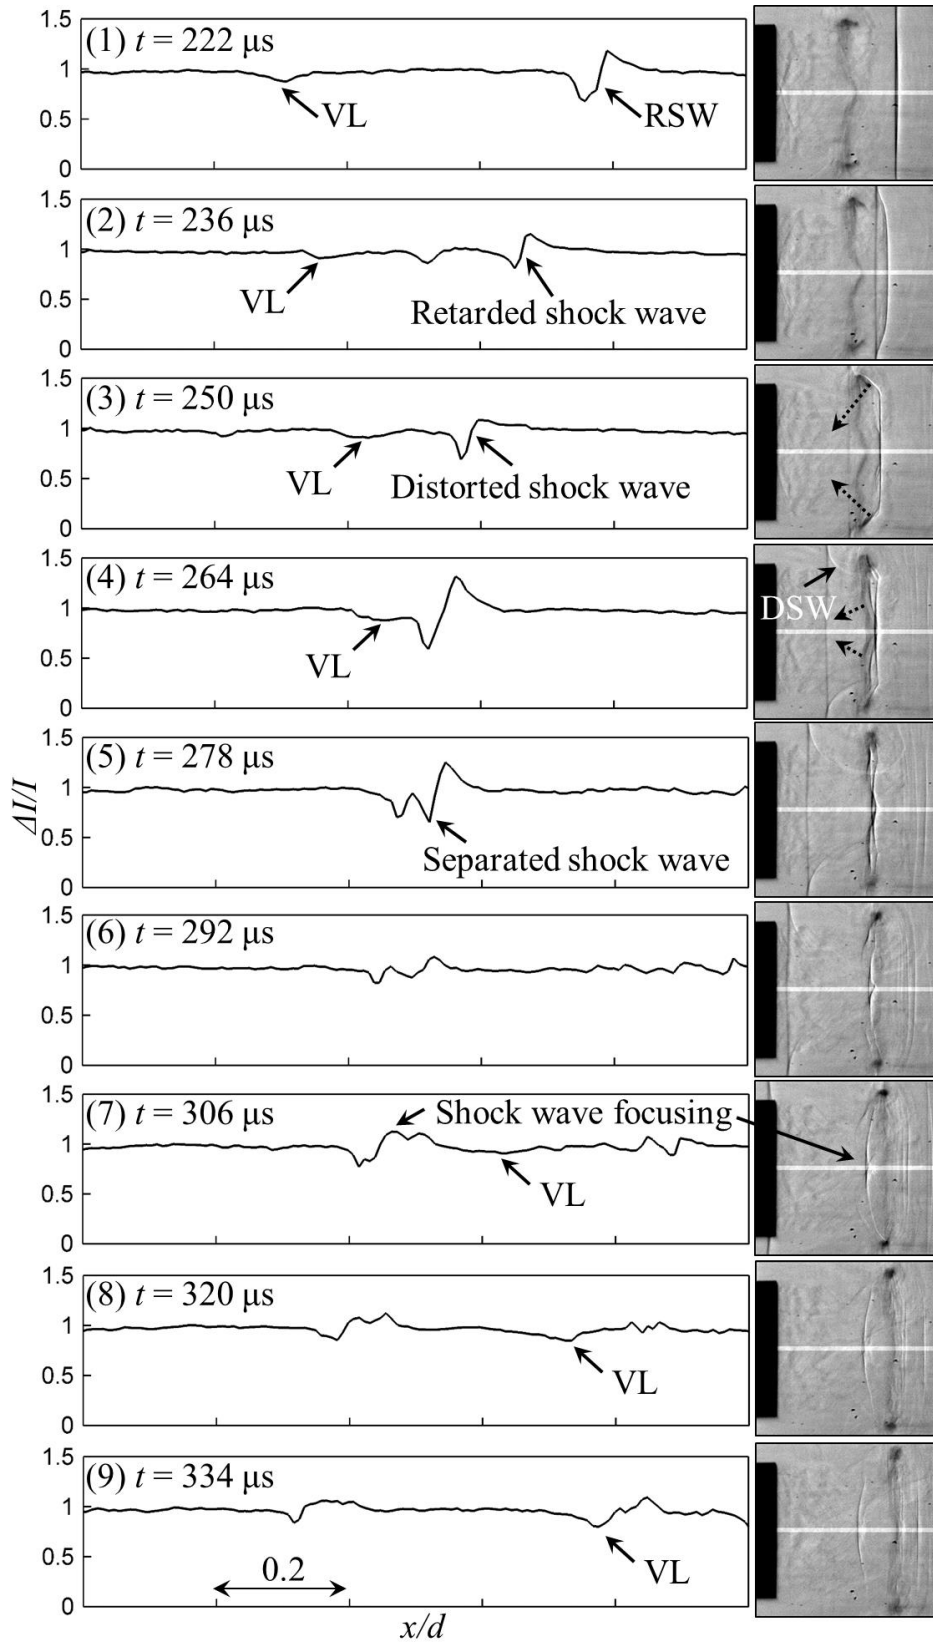 1.5
(1) t = 222 μs
1
VL
RSW
0.5
0
1.5
(2) t = 236 μs
1
VL
0.5
Retarded shock wave
0
1.5
(3) t = 250 μs
1
VL
Distorted shock wave
0.5
0
1.5
(4) t = 264 μs
1
DSW
VL
0.5
0
1.5
(5) t = 278 μs
1
ΔI/I
0.5
Separated shock wave
0
1.5
(6) t = 292 μs
1
0.5
0
1.5
(7) t = 306 μs
Shock wave focusing
1
VL
0.5
0
1.5
(8) t = 320 μs
1
VL
0.5
0
1.5
(9) t = 334 μs
1
VL
0.5
0.2
0
x/d